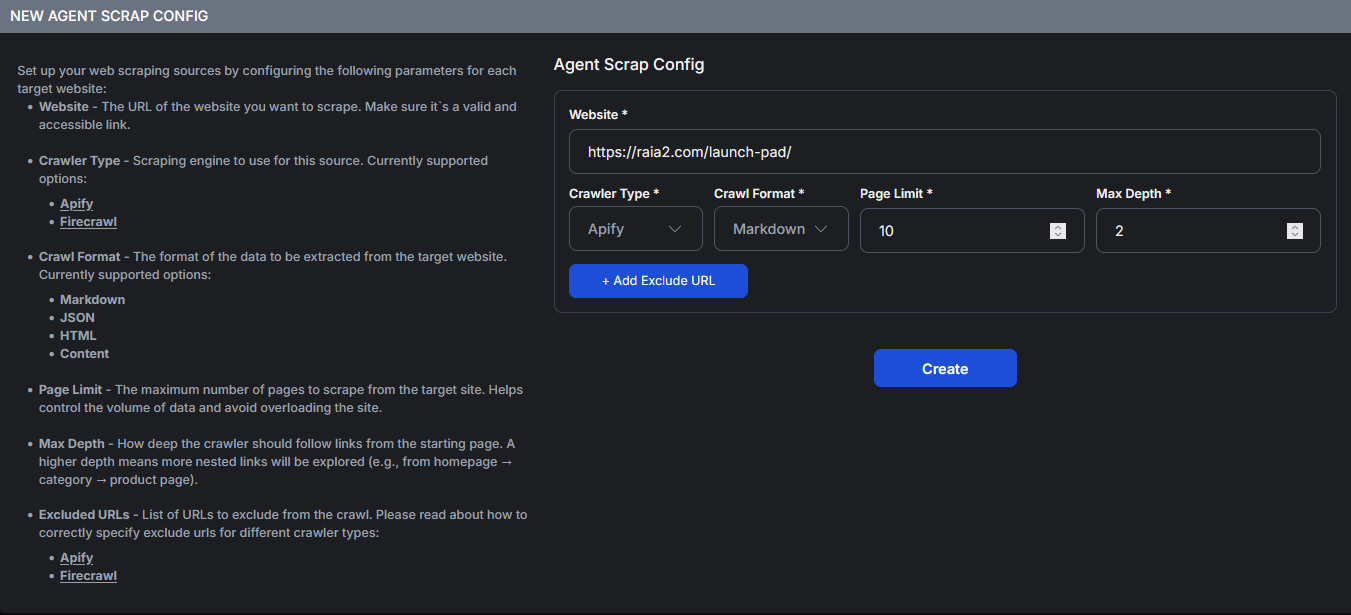 NEW AGENT SCRAP CONFIG
Set up your web scraping sources by configuring the following parameters for each
target website:
• Website - The URL of the website you want to scrape. Make sure it`s a valid and
accessible link.
• Crawler Type - Scraping engine to use for this source. Currently supported
options:
• Apify
• Firecrawl
• Crawl Format - The format of the data to be extracted from the target website.
Currently supported options:
• Markdown
• JSON
• HTML
• Content
• Page Limit - The maximum number of pages to scrape from the target site. Helps
control the volume of data and avoid overloading the site.
• Max Depth - How deep the crawler should follow links from the starting page. A
higher depth means more nested links will be explored (e.g., from homepage →
category → product page).
• Excluded URLs - List of URLs to exclude from the crawl. Please read about how to
correctly specify exclude urls for different crawler types:
• Apify
• Firecrawl
Agent Scrap Config
Website *
https://raia2.com/launch-pad/
Crawler Type * Crawl Format * Page Limit * Max Depth *
Apify Markdown 10 2
+ Add Exclude URL
Create